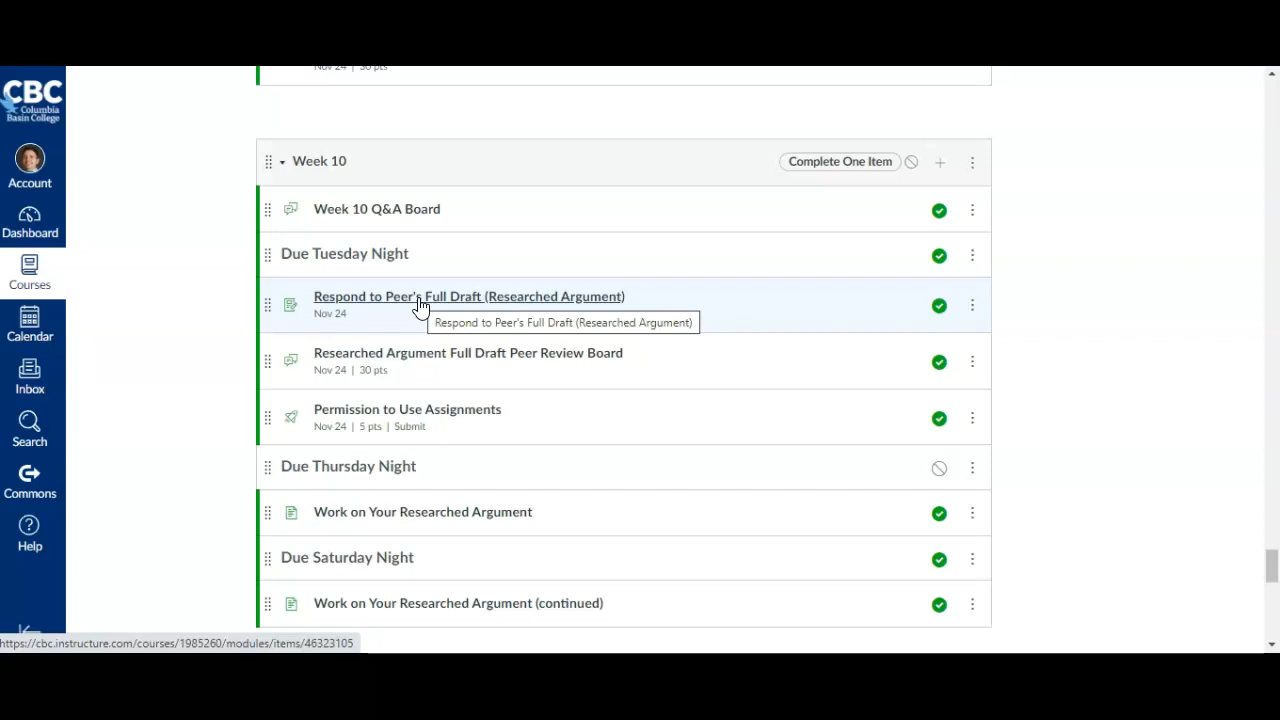 Nov 24 | 30 pts
CBC
Columbia
Basin College
Account
Dashboard
Courses
Calendar
Inbox
Search
Commons
Help
Week 10
Complete One Item
Week 10 Q&A Board
Due Tuesday Night
Respond to Peer's Full Draft (Researched Argument)
Nov 24
Respond to Peer's Full Draft (Researched Argument)
Researched Argument Full Draft Peer Review Board
Nov 24 | 30 pts
Permission to Use Assignments
Nov 24 | 5 pts | Submit
Due Thursday Night
Work on Your Researched Argument
Due Saturday Night
Work on Your Researched Argument (continued)
https://cbc.instructure.com/courses/1985260/modules/items/46323105